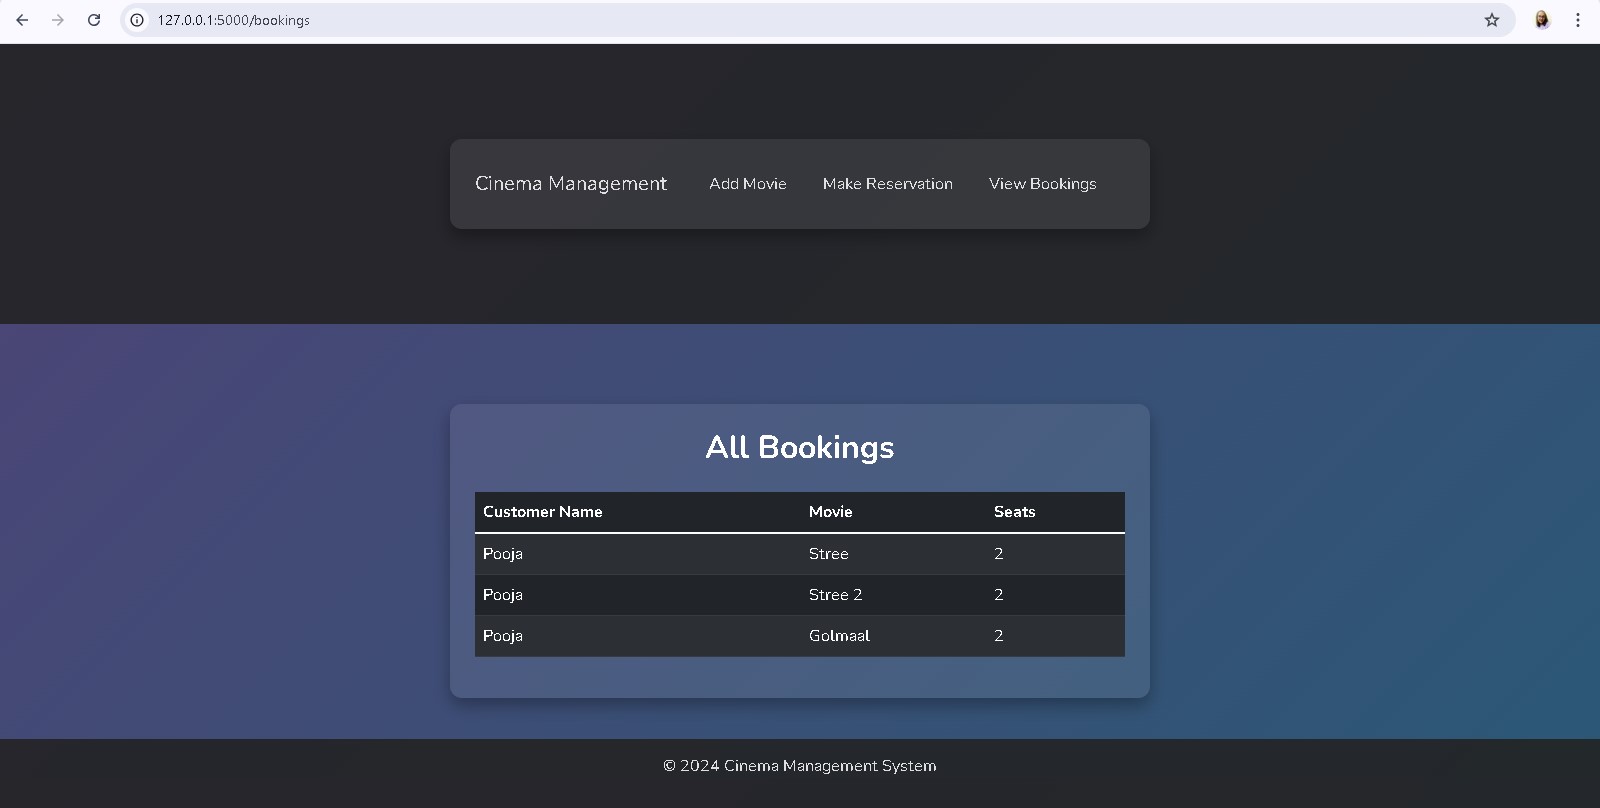 127.0.0.1:5000/bookings
Cinema Management Add Movie Make Reservation View Bookings
All Bookings
Customer Name Movie Seats
Pooja Stree 2
Pooja Stree 2 2
Pooja Golmaal 2
© 2024 Cinema Management System